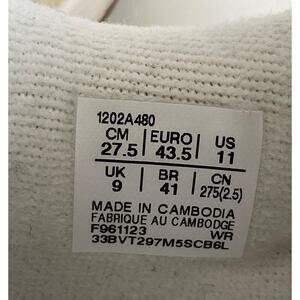 1202A480
CM EURO US
27.5 43.5 11
UK BR CN
9 41 275(2.5)
MADE IN CAMBODIA
FABRIQUE AU CAMBODGE
F961123 WR
33BVT297M5SCB6L